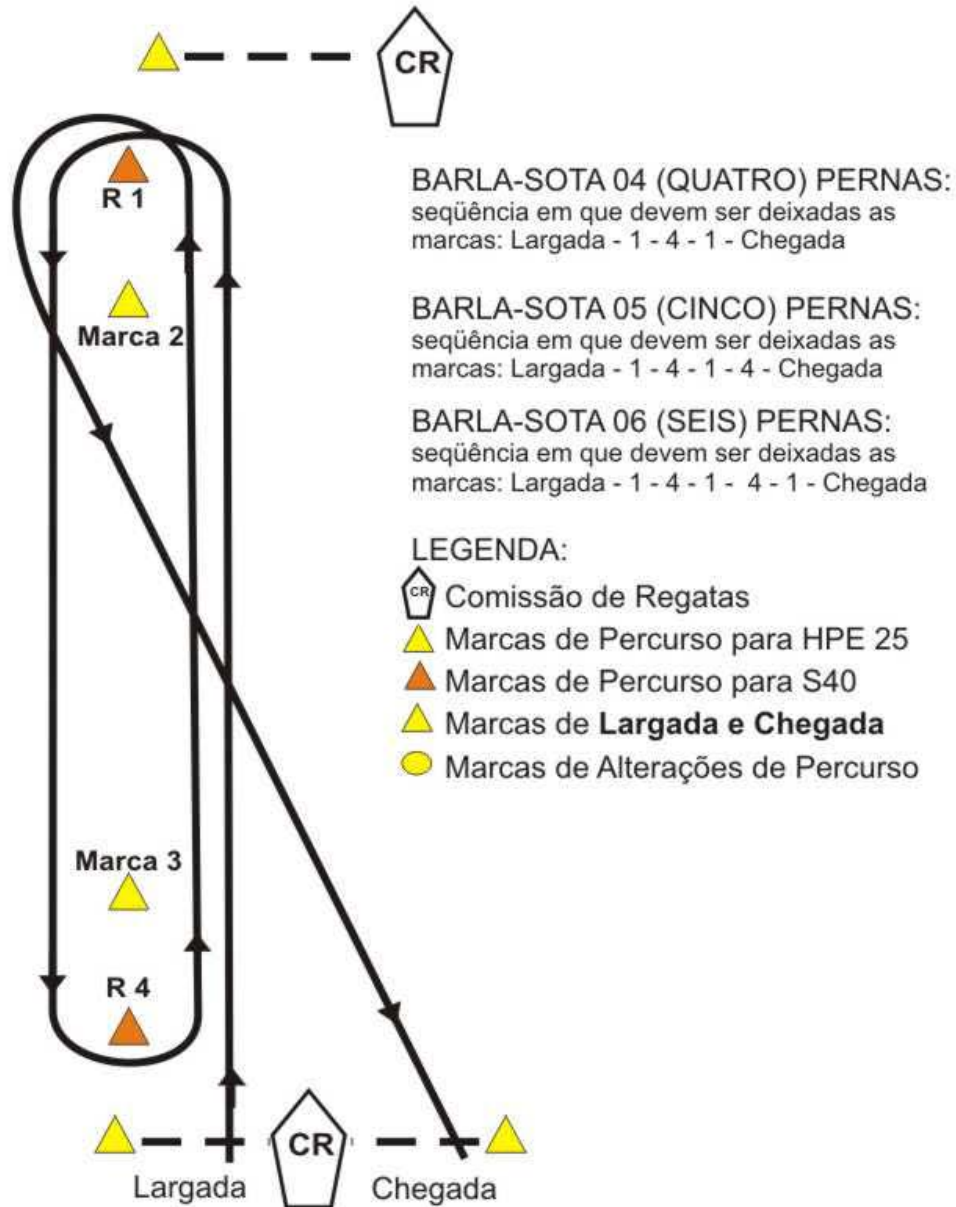 CR
R 1
BARLA-SOTA 04 (QUATRO) PERNAS:
seqüência em que devem ser deixadas as
marcas: Largada - 1 - 4 - 1 - Chegada
Marca 2
BARLA-SOTA 05 (CINCO) PERNAS:
seqüência em que devem ser deixadas as
marcas: Largada - 1 - 4 - 1 - 4 - Chegada
BARLA-SOTA 06 (SEIS) PERNAS:
seqüência em que devem ser deixadas as
marcas: Largada - 1 - 4 - 1 - 4 - 1 - Chegada
LEGENDA:
CR Comissão de Regatas
Marcas de Percurso para HPE 25
Marcas de Percurso para S40
Marcas de Largada e Chegada
Marcas de Alterações de Percurso
Marca 3
R 4
CR
Largada
Chegada